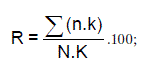 R = ∑(n.k) / N.K .100;